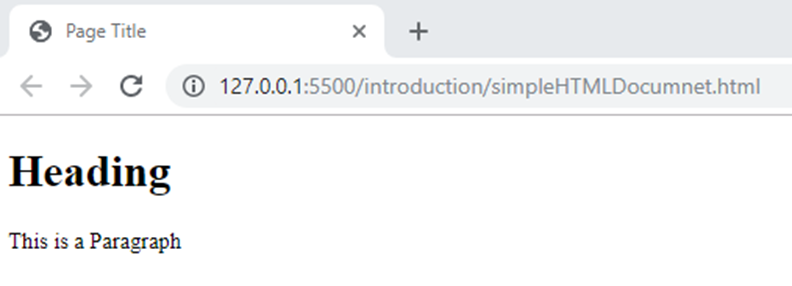 Page Title
127.0.0.1:5500/introduction/simpleHTMLDocumnet.html
Heading
This is a Paragraph